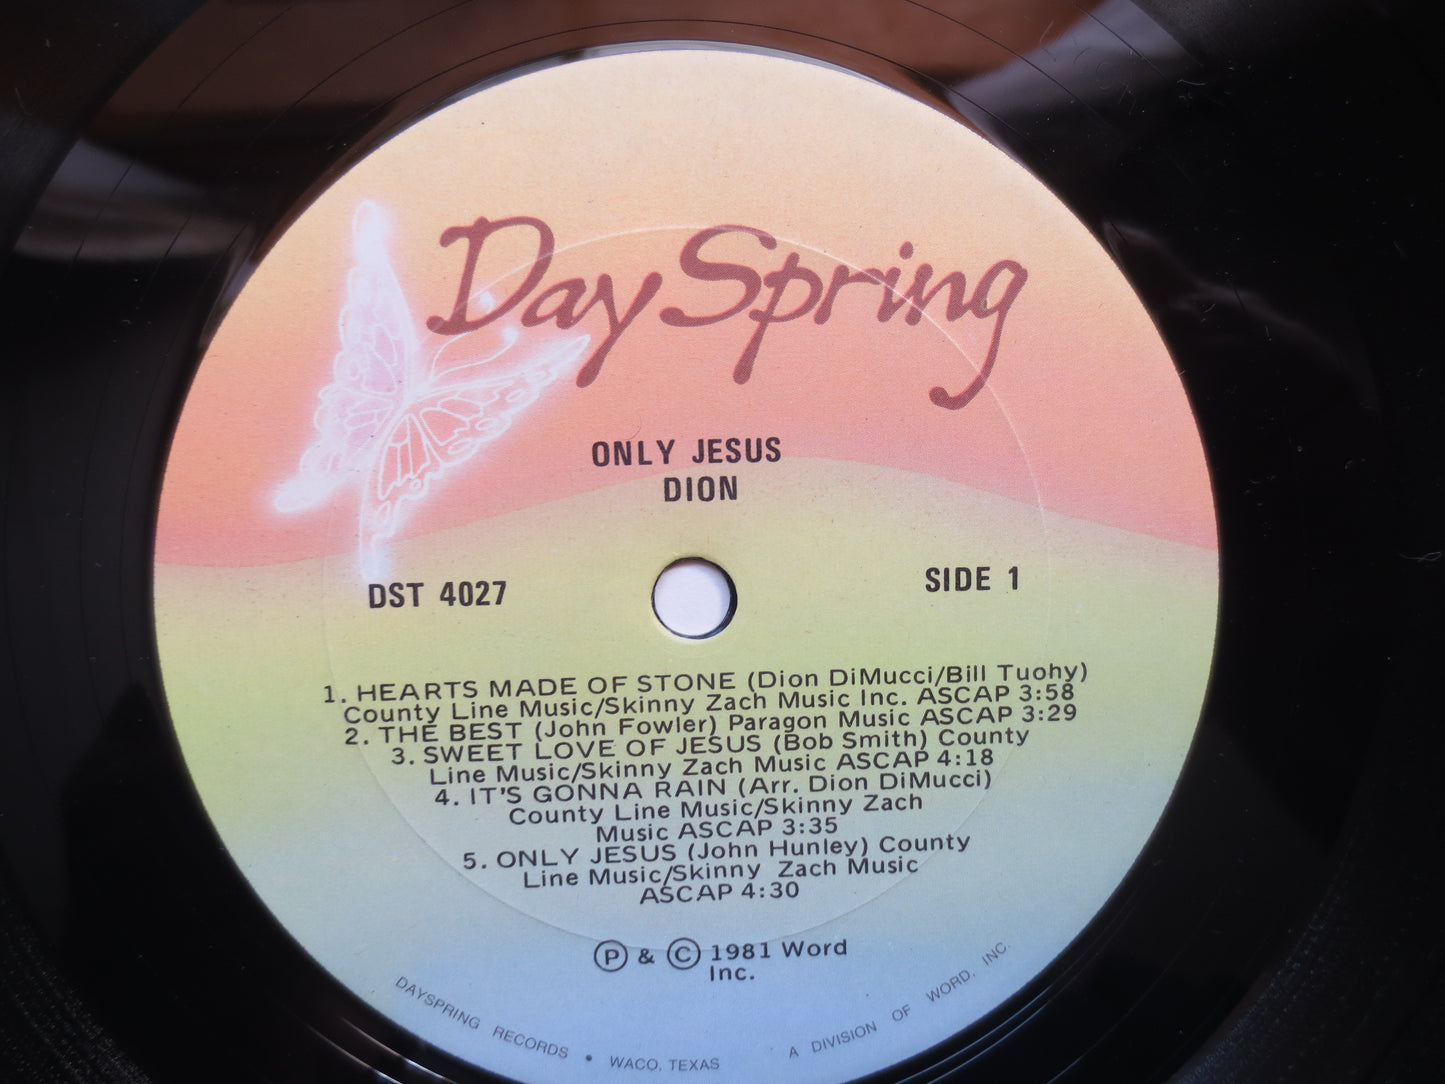 Day Spring
ONLY JESUS
DION
DST 4027
SIDE 1
1. HEARTS MADE OF STONE (Dion DiMucci/Bill Tuohy)
County Line Music/Skinny Zach Music Inc. ASCAP 3:58
2. THE BEST (John Fowler) Paragon Music ASCAP 3:29
3. SWEET LOVE OF JESUS (Bob Smith) County
Line Music/Skinny Zach Music ASCAP 4:18
4. IT'S GONNA RAIN (Arr. Dion DiMucci)
County Line Music/Skinny Zach
Music ASCAP 3:35
5. ONLY JESUS (John Hunley) County
Line Music/Skinny Zach Music
ASCAP 4:30
Ⓟ & © 1981 Word
Inc.
DAYSPRING RECORDS • WACO, TEXAS A DIVISION OF WORD, INC.